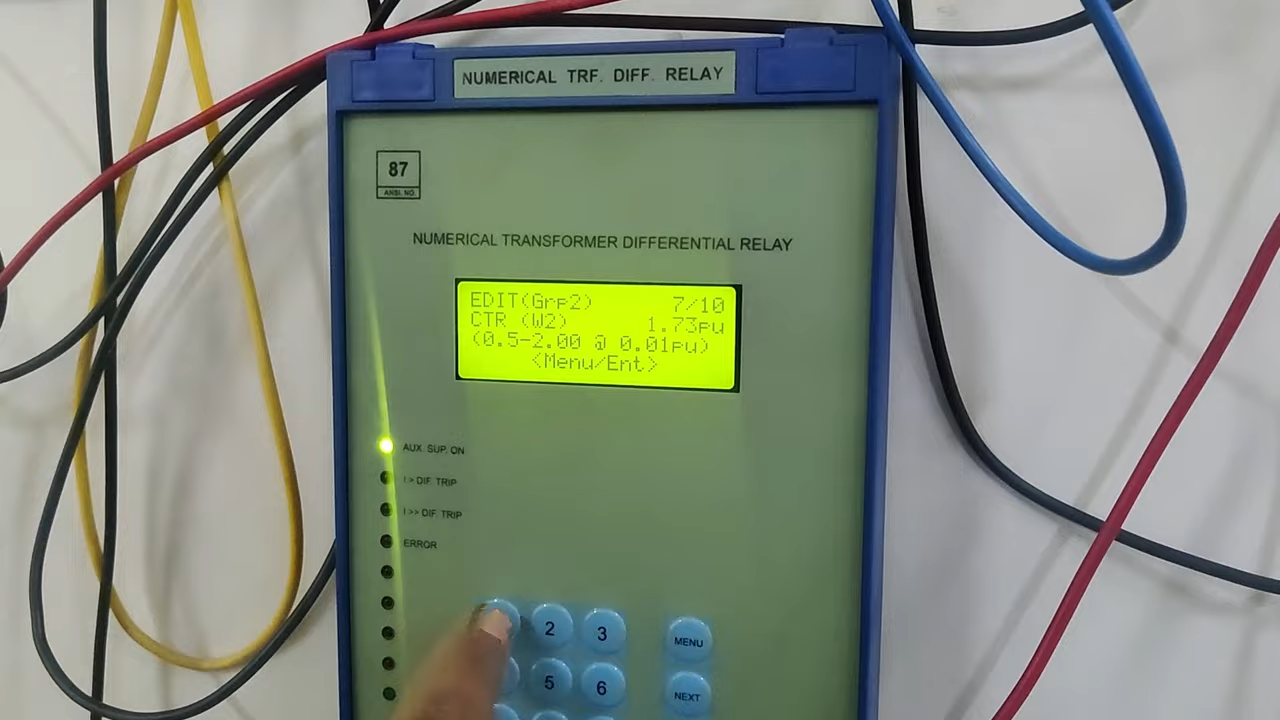 NUMERICAL TRF. DIFF. RELAY
87
ANSI. NO.
NUMERICAL TRANSFORMER DIFFERENTIAL RELAY
EDIT(Grp2) 7/10
CTR (W2) 1.73pu
(0.5-2.00 @ 0.01pu)
<Menu/Ent>
AUX. SUP. ON
I > DIF. TRIP
I >> DIF. TRIP
ERROR
2 3 MENU
5 6 NEXT